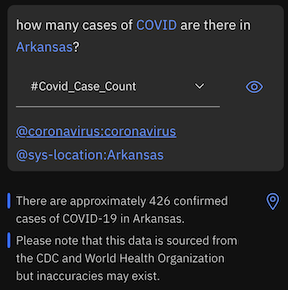 how many cases of COVID are there in
Arkansas?
#Covid_Case_Count
@coronavirus:coronavirus
@sys-location:Arkansas
There are approximately 426 confirmed
cases of COVID-19 in Arkansas.
Please note that this data is sourced from
the CDC and World Health Organization
but inaccuracies may exist.